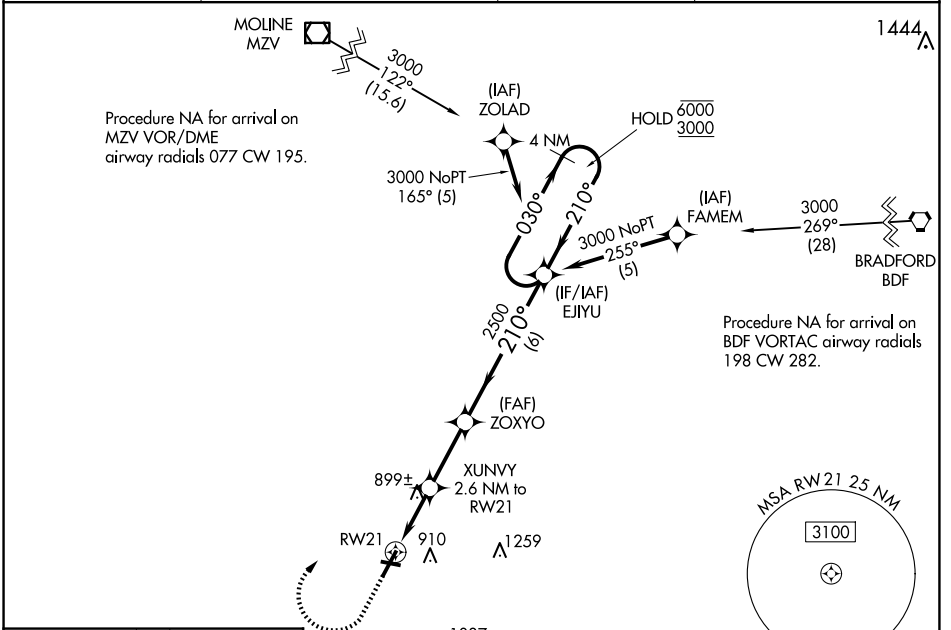 MOLINE
MZV
3000
122°
(15.6)
1444
Procedure NA for arrival on
MZV VOR/DME
airway radials 077 CW 195.
(IAF)
ZOLAD
4 NM
HOLD 6000
3000
3000 NoPT
165° (5)
030°
210°
(IAF)
FAMEM
3000 NoPT
255°
(5)
3000
269°
(28)
BRADFORD
BDF
(IF/IAF)
EJIYU
2500
210°
(6)
Procedure NA for arrival on
BDF VORTAC airway radials
198 CW 282.
(FAF)
ZOXYO
899±
XUNVY
2.6 NM to
RW21
RW21
910
1259
MSA RW21 25 NM
3100